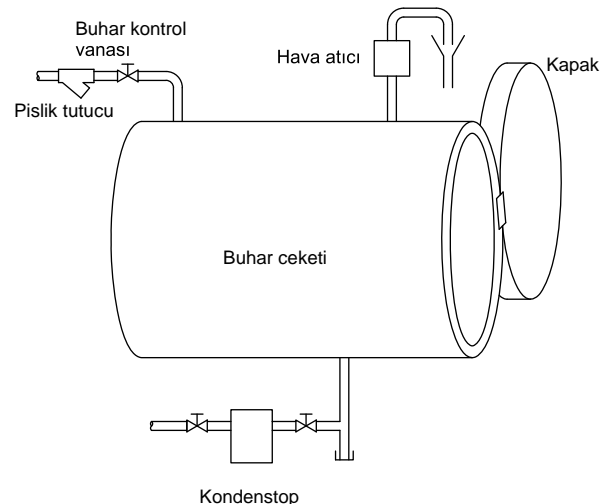 Buhar kontrol
vanası
Hava atıcı
Kapak
Pislik tutucu
Buhar ceketi
Kondenstop